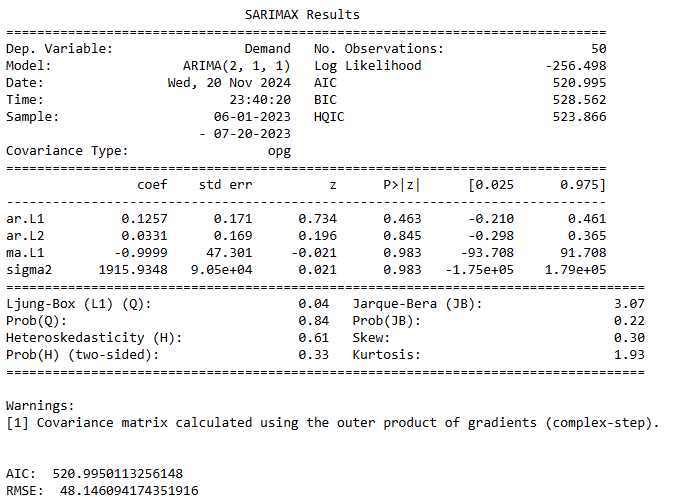 SARIMAX Results
==============================================================================
Dep. Variable:                 Demand   No. Observations:                   50
Model:                 ARIMA(2, 1, 1)   Log Likelihood                -256.498
Date:                Wed, 20 Nov 2024   AIC                            520.995
Time:                        23:40:20   BIC                            528.562
Sample:                    06-01-2023   HQIC                           523.866
                         - 07-20-2023
Covariance Type:                  opg
==============================================================================
                 coef    std err          z      P>|z|      [0.025      0.975]
------------------------------------------------------------------------------
ar.L1          0.1257      0.171      0.734      0.463      -0.210       0.461
ar.L2          0.0331      0.169      0.196      0.845      -0.298       0.365
ma.L1         -0.9999     47.301     -0.021      0.983     -93.708      91.708
sigma2      1915.9348   9.05e+04      0.021      0.983   -1.75e+05    1.79e+05
===================================================================================
Ljung-Box (L1) (Q):                   0.04   Jarque-Bera (JB):                 3.07
Prob(Q):                              0.84   Prob(JB):                         0.22
Heteroskedasticity (H):               0.61   Skew:                             0.30
Prob(H) (two-sided):                  0.33   Kurtosis:                         1.93
===================================================================================
Warnings:
[1] Covariance matrix calculated using the outer product of gradients (complex-step).
AIC:  520.9950113256148
RMSE:  48.146094174351916